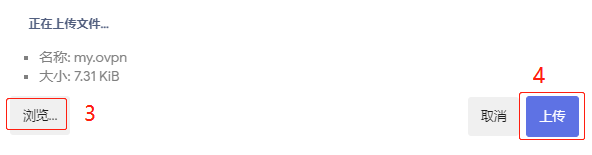 正在上传文件...
名称: my.ovpn
大小: 7.31 KiB
4
浏览... 3 取消 上传